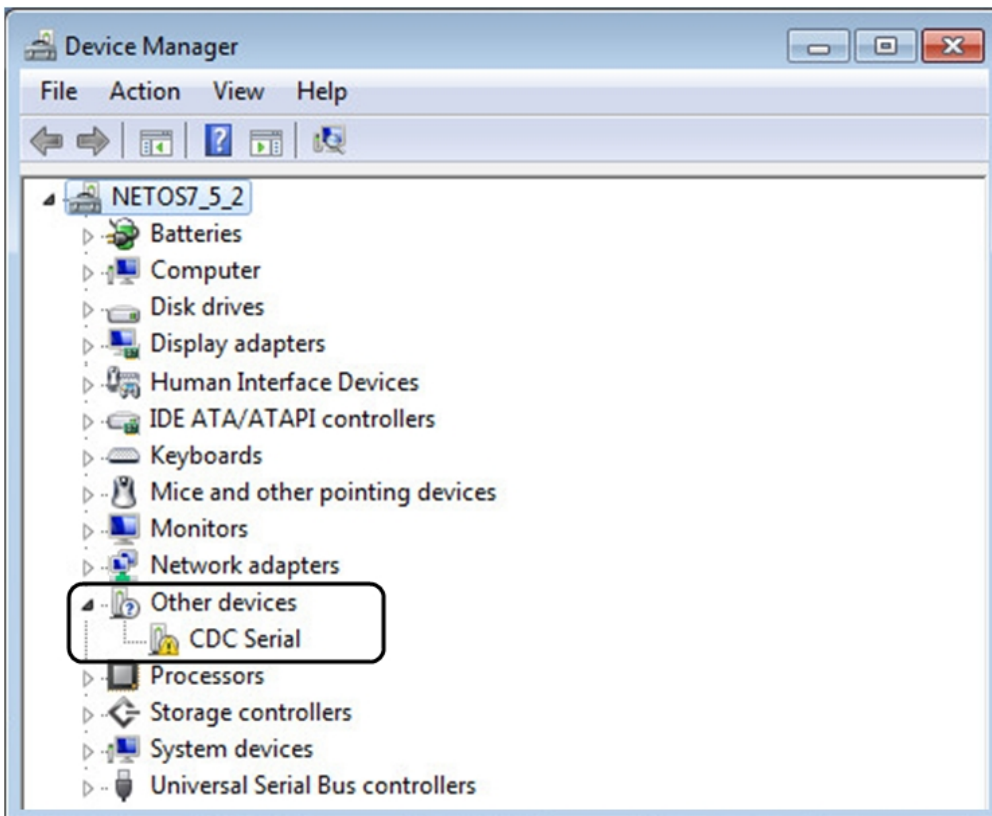 Device Manager
File Action View Help
NETOS7_5_2
Batteries
Computer
Disk drives
Display adapters
Human Interface Devices
IDE ATA/ATAPI controllers
Keyboards
Mice and other pointing devices
Monitors
Network adapters
Other devices
CDC Serial
Processors
Storage controllers
System devices
Universal Serial Bus controllers